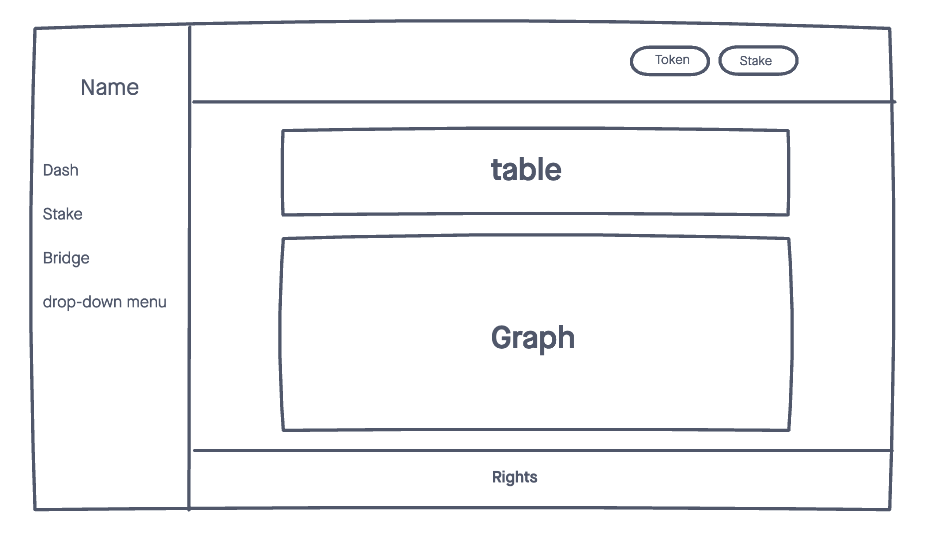 Name
Dash
Stake
Bridge
drop-down menu
Token
Stake
table
Graph
Rights